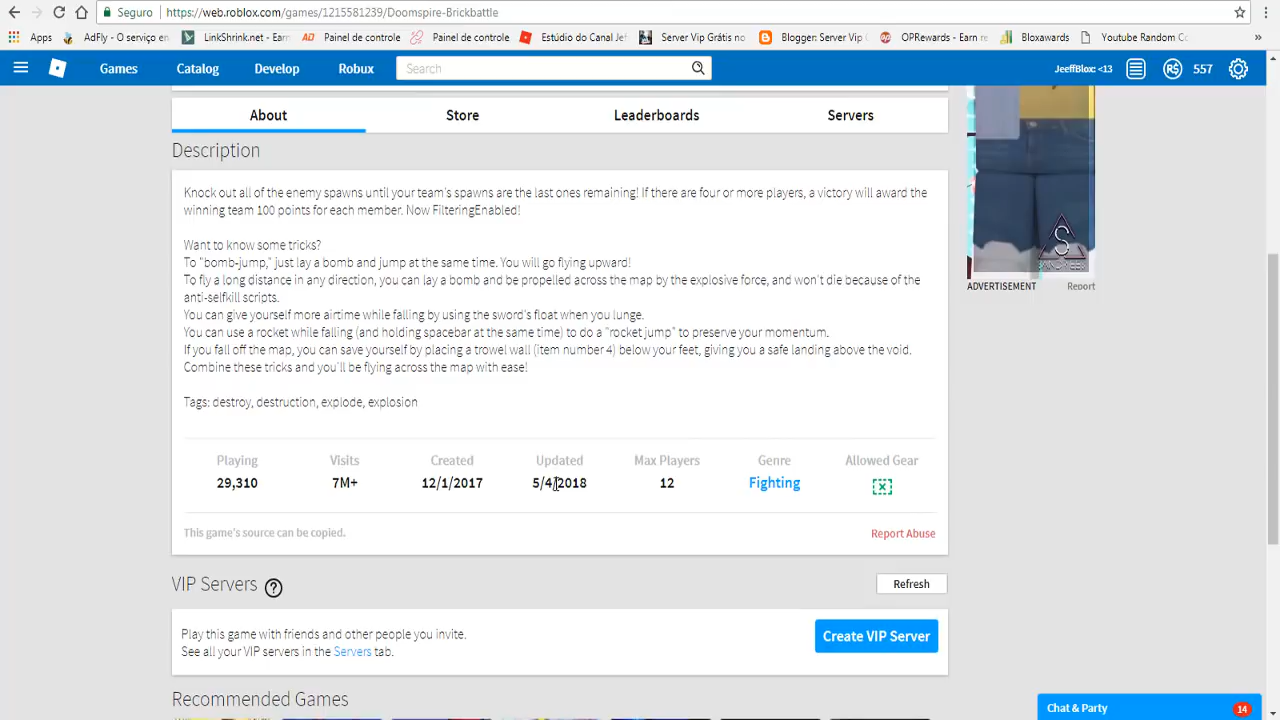 Seguro https://web.roblox.com/games/1215581239/Doomspire-Brickbattle
Apps AdFly - O serviço en LinkShrink.net - Earn Painel de controle Painel de controle Estúdio do Canal Jef Server Vip Grátis no Blogger: Server Vip G OPRewards - Earn re Bloxawards Youtube Random Co »
Games Catalog Develop Robux Search JeeffBlox: <13 R$ 557
About Store Leaderboards Servers
Description
Knock out all of the enemy spawns until your team's spawns are the last ones remaining! If there are four or more players, a victory will award the
winning team 100 points for each member. Now FilteringEnabled!
Want to know some tricks?
To "bomb-jump," just lay a bomb and jump at the same time. You will go flying upward!
To fly a long distance in any direction, you can lay a bomb and be propelled across the map by the explosive force, and won't die because of the
anti-selfkill scripts.
You can give yourself more airtime while falling by using the sword's float when you lunge.
You can use a rocket while falling (and holding spacebar at the same time) to do a "rocket jump" to preserve your momentum.
If you fall off the map, you can save yourself by placing a trowel wall (item number 4) below your feet, giving you a safe landing above the void.
Combine these tricks and you'll be flying across the map with ease!
Tags: destroy, destruction, explode, explosion
Playing Visits Created Updated Max Players Genre Allowed Gear
29,310 7M+ 12/1/2017 5/4/2018 12 Fighting
This game's source can be copied. Report Abuse
ADVERTISEMENT Report
VIP Servers ? Refresh
Play this game with friends and other people you invite.
See all your VIP servers in the Servers tab.
Create VIP Server
Recommended Games
Chat & Party 14